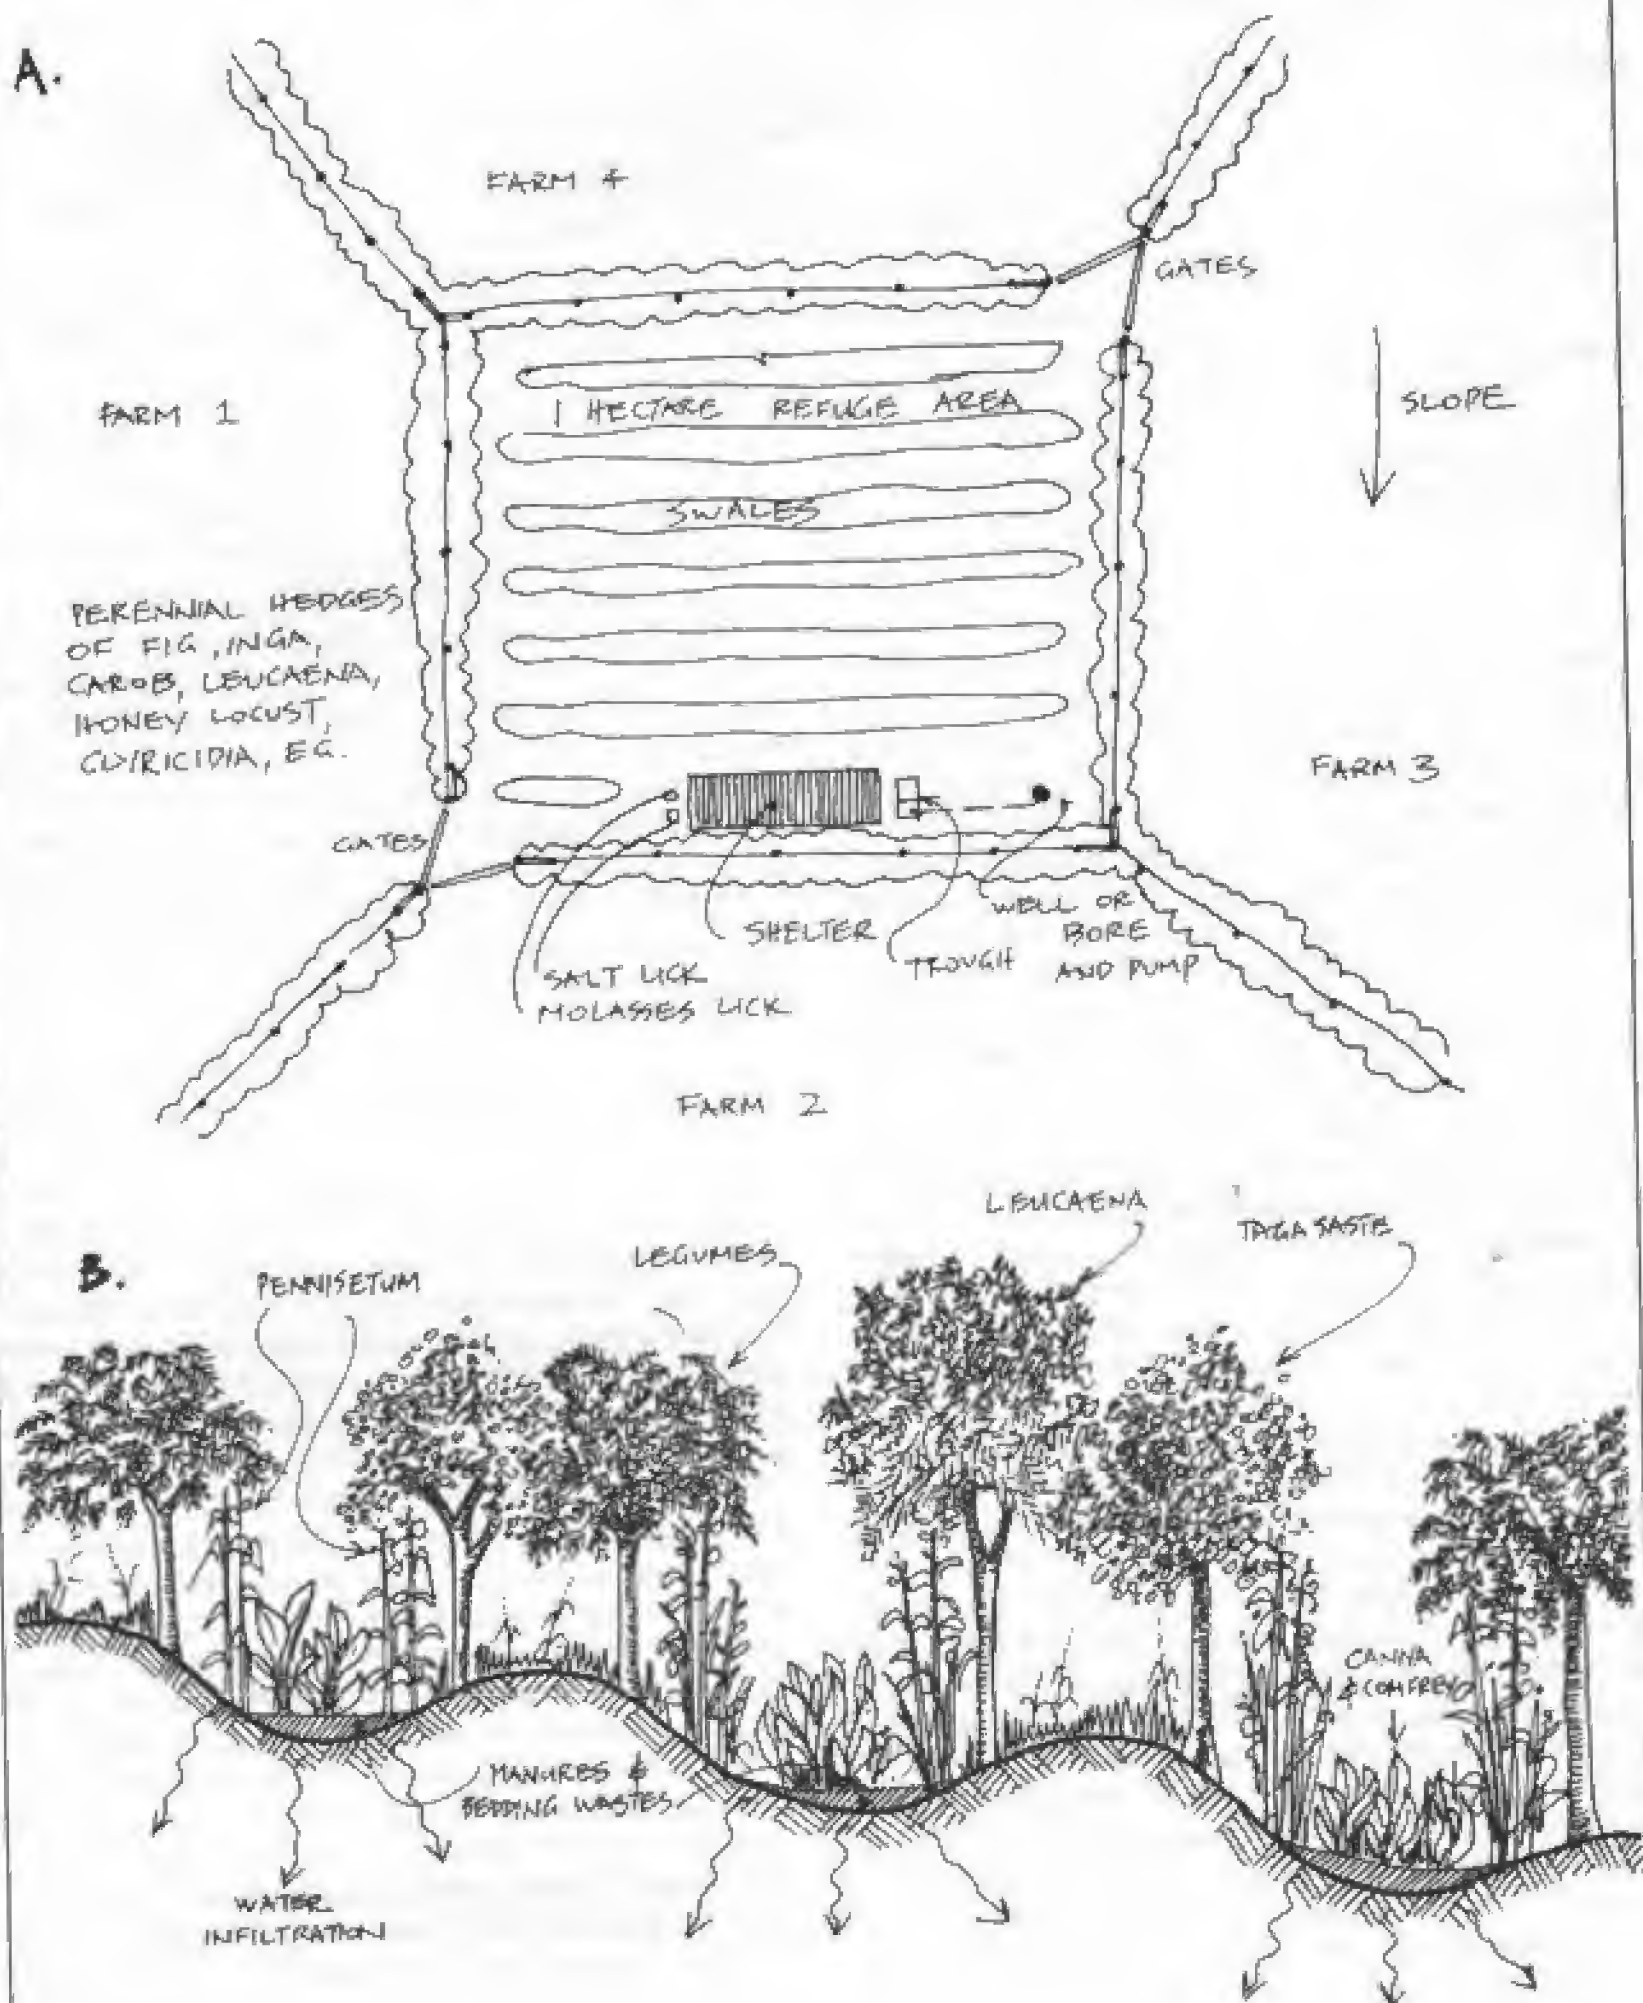 A.
FARM 4
GATES
1 HECTARE REFUGE AREA
SLOPE
FARM 1
SWALES
PERENNIAL HEDGES
OF FIG, INGA,
CAROB, LEUCAENA,
HONEY LOCUST,
GLIRICIDIA, EG.
FARM 3
GATES
WELL OR
BORE
AND PUMP
SHELTER
TROUGH
SALT LICK
MOLASSES LICK
FARM 2
B.
PENNISETUM
LEGUMES
LEUCAENA
TAGASASTE
CANNA
& COMFREY
MANURES &
BEDDING WASTES
WATER
INFILTRATION